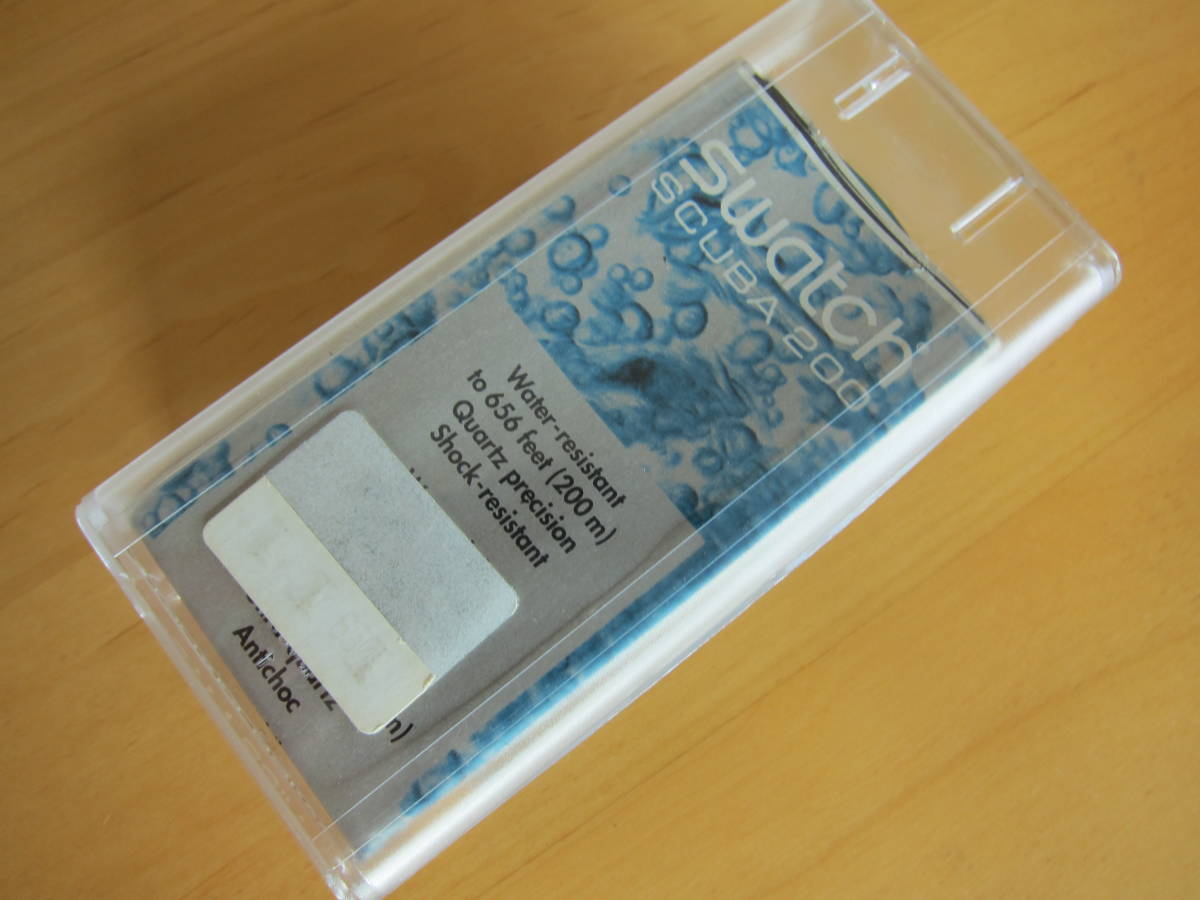 swatch
SCUBA 200
Water-resistant
to 656 feet (200 m)
Quartz precision
Shock-resistant
m)
Antichoc